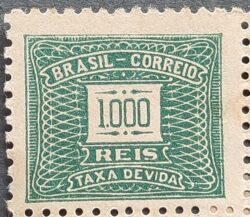 BRASIL - CORREIO
1.000
REIS
TAXA DEVIDA